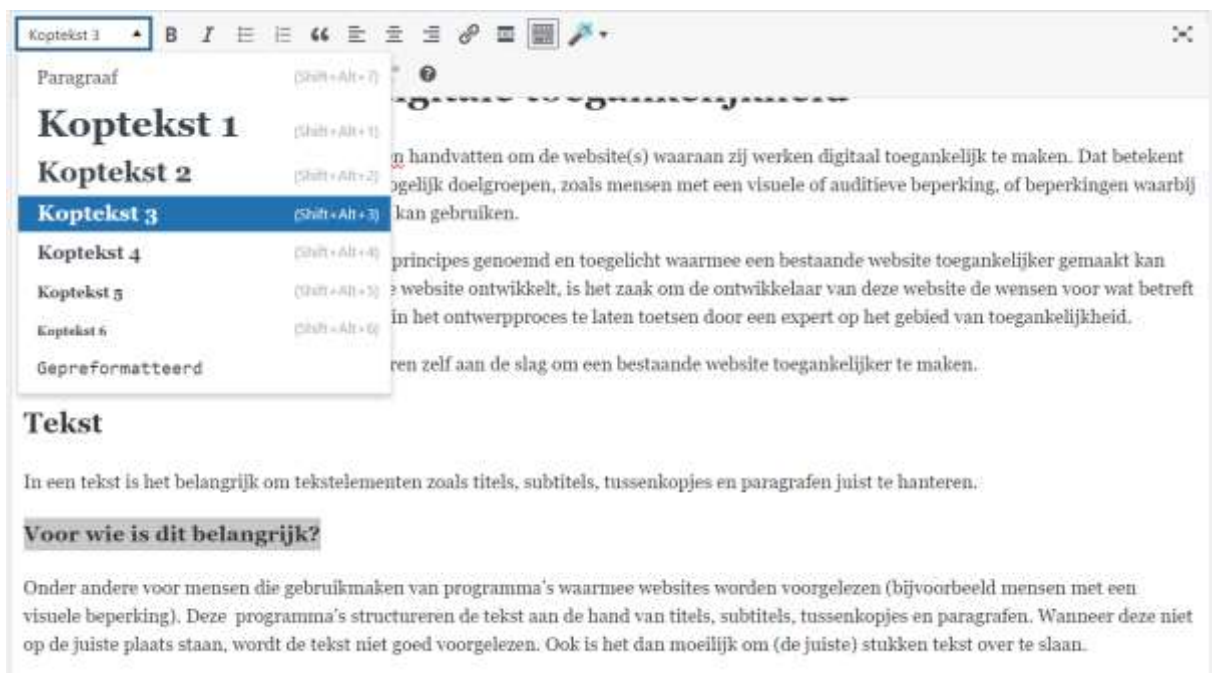 Koptekst 3
B I
Paragraaf (Shift+Alt+7)
digitale toegankelijkheid
Koptekst 1 (Shift+Alt+1)
n handvatten om de website(s) waaraan zij werken digitaal toegankelijk te maken. Dat betekent
Koptekst 2 (Shift+Alt+2)
ogelijk doelgroepen, zoals mensen met een visuele of auditieve beperking, of beperkingen waarbij
Koptekst 3 (Shift+Alt+3)
kan gebruiken.
Koptekst 4 (Shift+Alt+4)
principes genoemd en toegelicht waarmee een bestaande website toegankelijker gemaakt kan
Koptekst 5 (Shift+Alt+5)
e website ontwikkelt, is het zaak om de ontwikkelaar van deze website de wensen voor wat betreft
Koptekst 6 (Shift+Alt+6)
in het ontwerpproces te laten toetsen door een expert op het gebied van toegankelijkheid.
Gepreformatteerd
ren zelf aan de slag om een bestaande website toegankelijker te maken.
Tekst
In een tekst is het belangrijk om tekstelementen zoals titels, subtitels, tussenkopjes en paragrafen juist te hanteren.
Voor wie is dit belangrijk?
Onder andere voor mensen die gebruikmaken van programma's waarmee websites worden voorgelezen (bijvoorbeeld mensen met een
visuele beperking). Deze programma's structureren de tekst aan de hand van titels, subtitels, tussenkopjes en paragrafen. Wanneer deze niet
op de juiste plaats staan, wordt de tekst niet goed voorgelezen. Ook is het dan moeilijk om (de juiste) stukken tekst over te slaan.